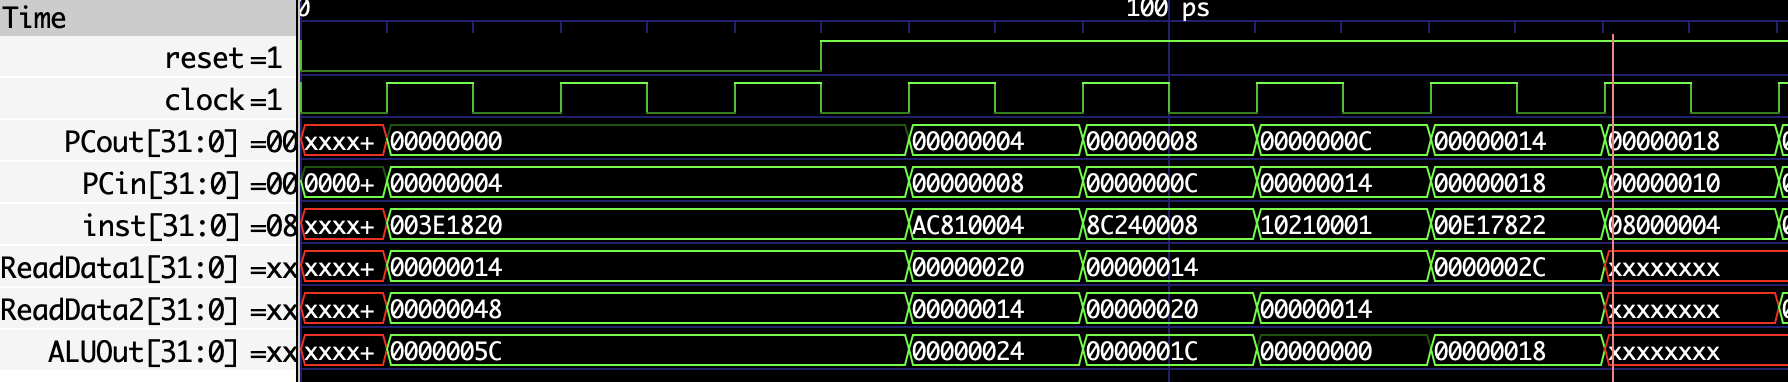 Time 0 100 ps
reset =1
clock =1
PCout[31:0] =00 xxxx+ 00000000 00000004 00000008 0000000C 00000014 00000018
PCin[31:0] =00 0000+ 00000004 00000008 0000000C 00000014 00000018 00000010
inst[31:0] =08 xxxx+ 003E1820 AC810004 8C240008 10210001 00E17822 08000004
ReadData1[31:0] =xx xxxx+ 00000014 00000020 00000014 0000002C xxxxxxxx
ReadData2[31:0] =xx xxxx+ 00000048 00000014 00000020 00000014 xxxxxxxx
ALUOut[31:0] =xx xxxx+ 0000005C 00000024 0000001C 00000000 00000018 xxxxxxxx